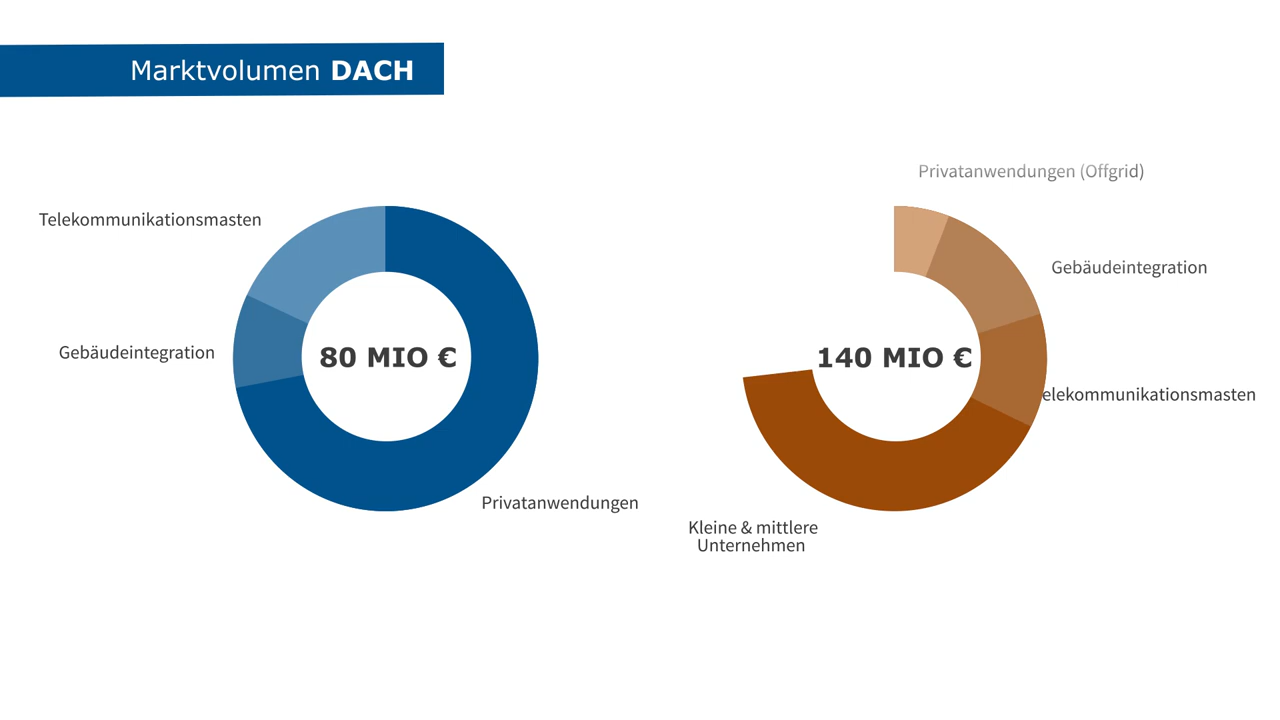 Marktvolumen DACH
Telekommunikationsmasten
Gebäudeintegration
80 MIO €
Privatanwendungen
Privatanwendungen (Offgrid)
Gebäudeintegration
140 MIO €
elekommunikationsmasten
Kleine & mittlere
Unternehmen